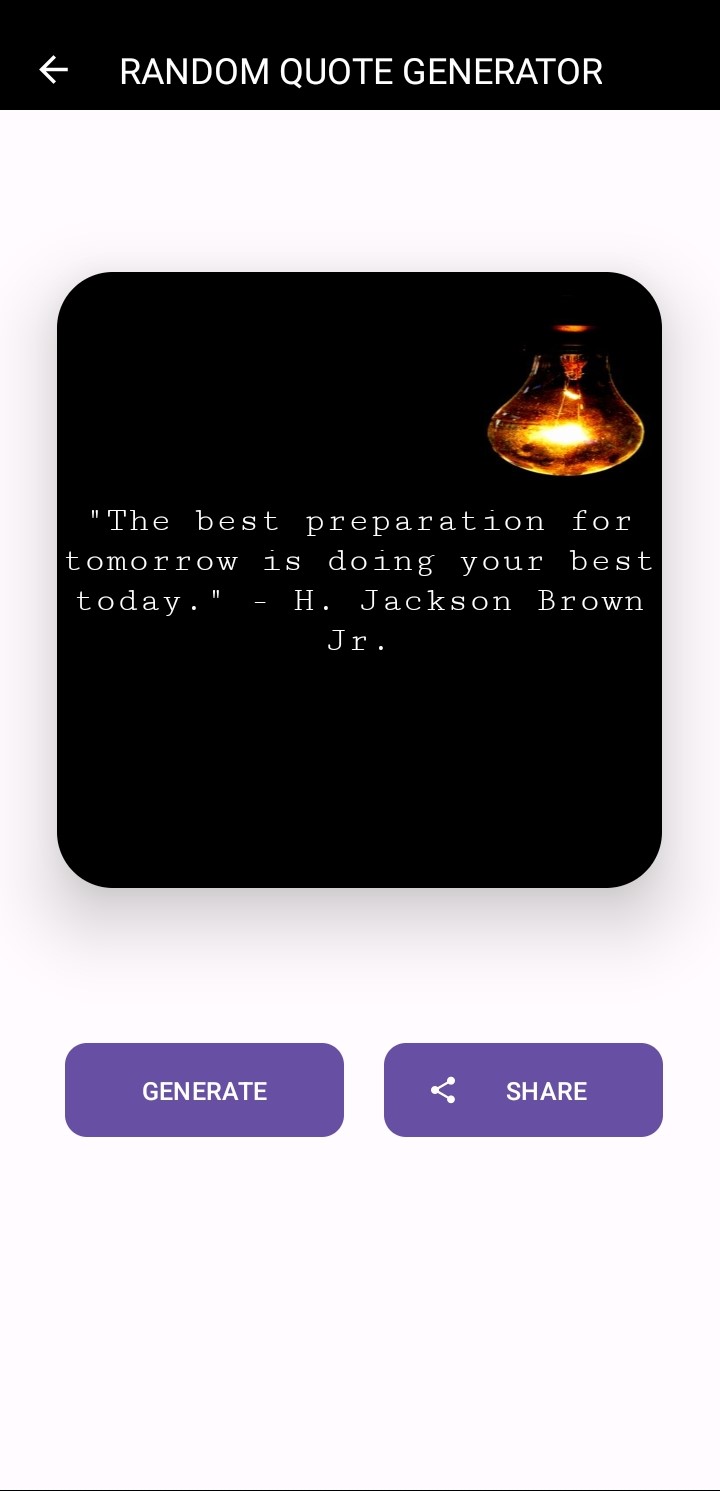 RANDOM QUOTE GENERATOR
"The best preparation for
tomorrow is doing your best
today." - H. Jackson Brown
Jr.
GENERATE
SHARE